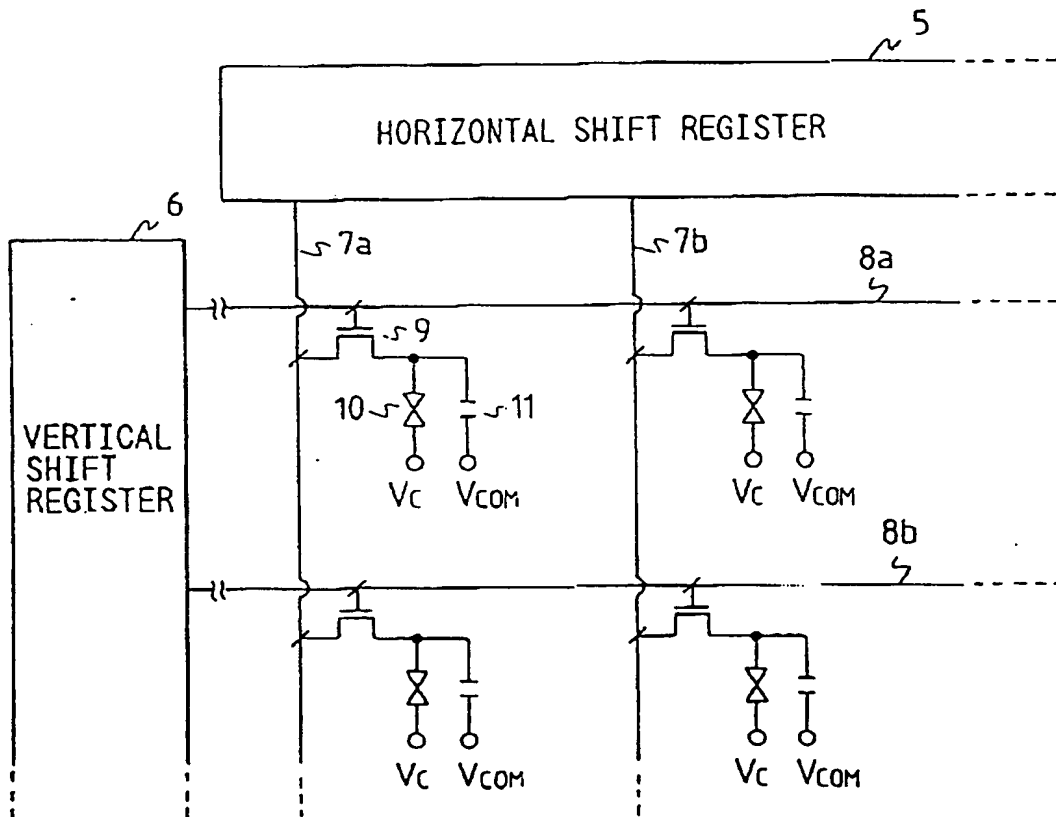 5
HORIZONTAL SHIFT REGISTER
6
7a
7b
8a
9
10
11
VERTICAL
SHIFT
REGISTER
VC
VCOM
VC
VCOM
8b
VC
VCOM
VC
VCOM